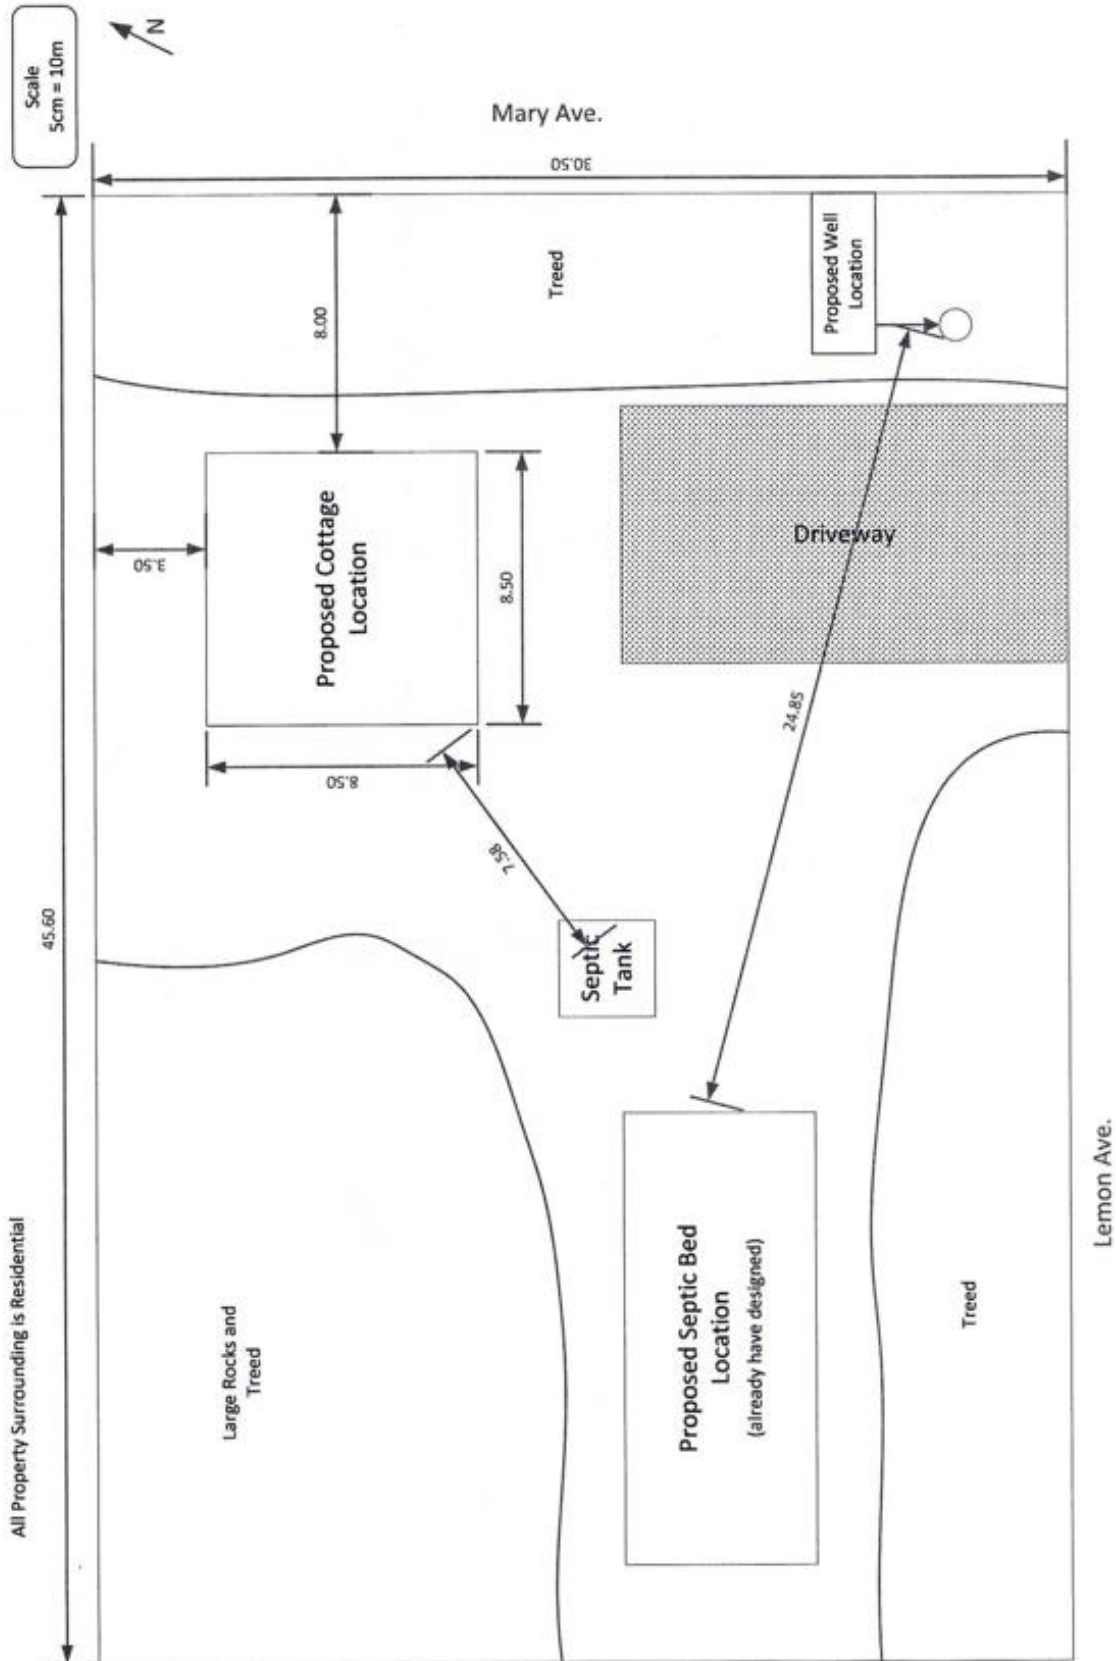 Scale
5cm = 10m
N
Mary Ave.
30.50
45.60
8.00
Treed
Proposed Well
Location
3.50
Proposed Cottage
Location
8.50
8.50
Driveway
24.85
7.58
Septic
Tank
All Property Surrounding is Residential
Large Rocks and
Treed
Proposed Septic Bed
Location
(already have designed)
Treed
Lemon Ave.